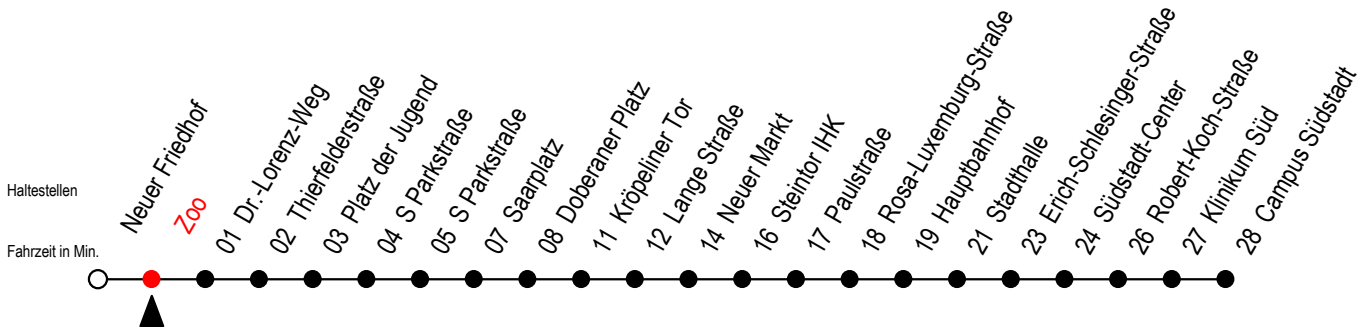 Haltestellen
Fahrzeit in Min.
Neuer Friedhof
Zoo
01 Dr.-Lorenz-Weg
02 Thierfelderstraße
03 Platz der Jugend
04 S Parkstraße
05 S Parkstraße
07 Saarplatz
08 Doberaner Platz
11 Kröpeliner Tor
12 Lange Straße
14 Neuer Markt
16 Steintor IHK
17 Paulstraße
18 Rosa-Luxemburg-Straße
19 Hauptbahnhof
21 Stadthalle
23 Erich-Schlesinger-Straße
24 Südstadt-Center
26 Robert-Koch-Straße
27 Klinikum Süd
28 Campus Südstadt